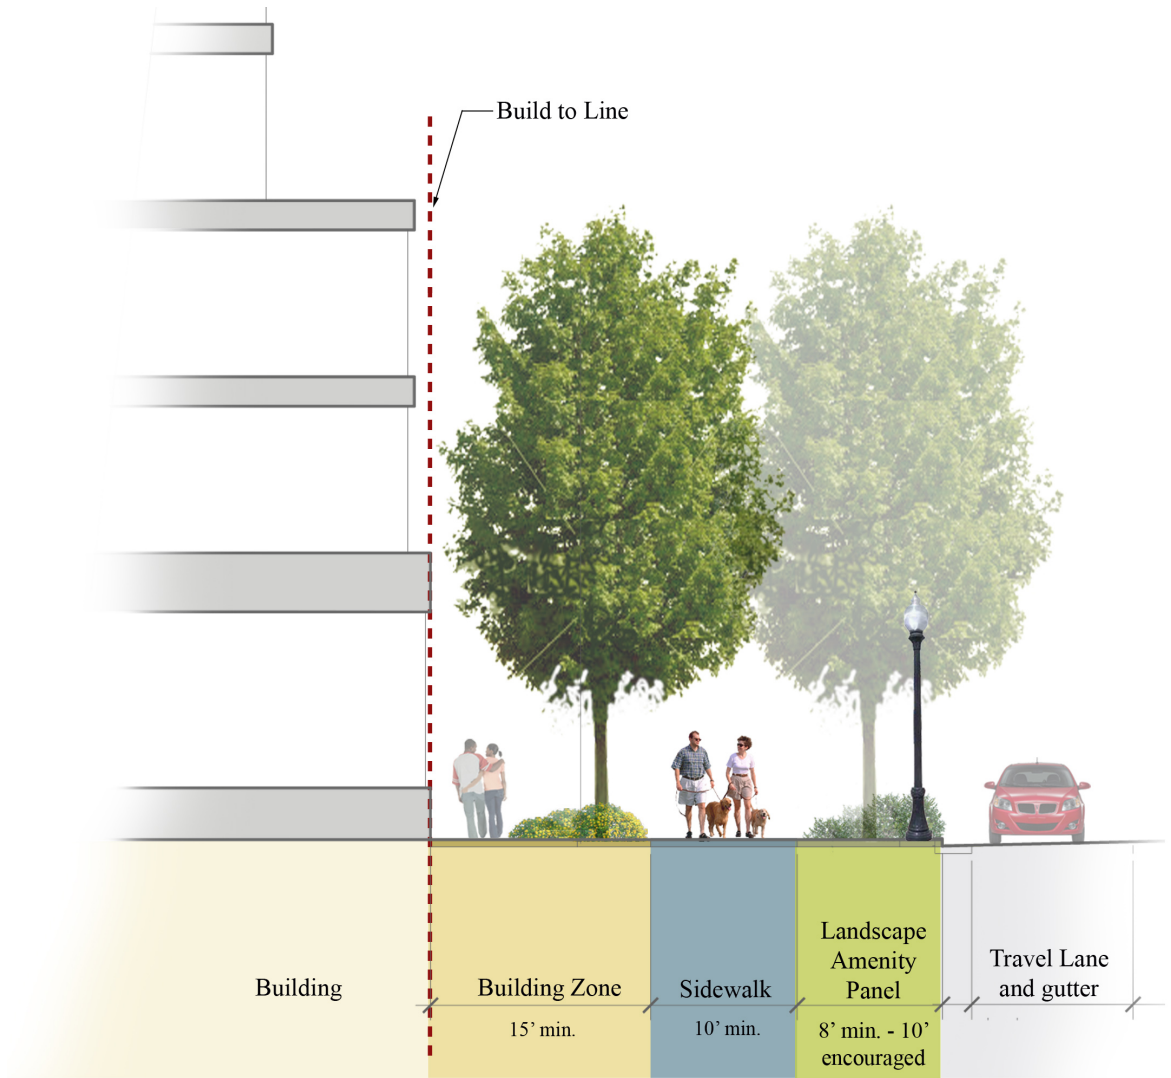 Build to Line
Building
Building Zone
15’ min.
Sidewalk
10’ min.
Landscape
Amenity
Panel
8’ min. - 10’
encouraged
Travel Lane
and gutter